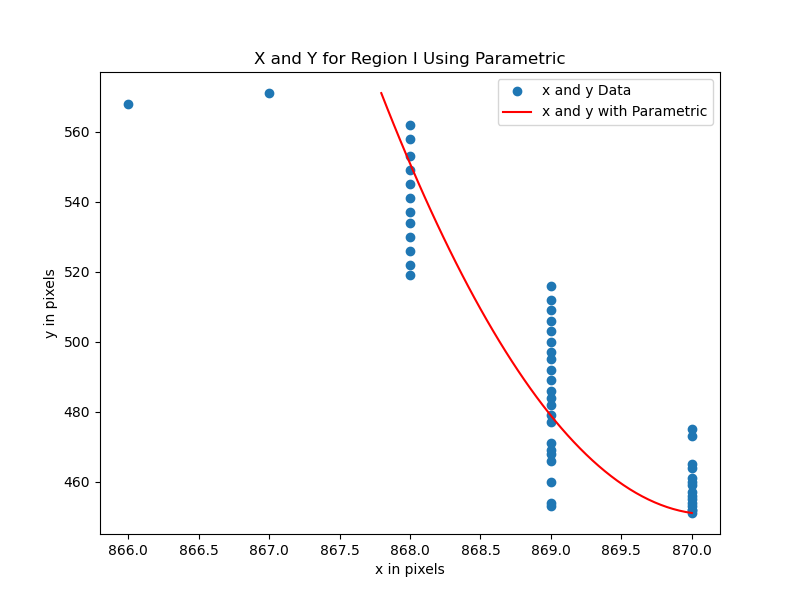 X and Y for Region I Using Parametric
x and y Data
x and y with Parametric
560
540
520
500
480
460
y in pixels
866.0 866.5 867.0 867.5 868.0 868.5 869.0 869.5 870.0
x in pixels